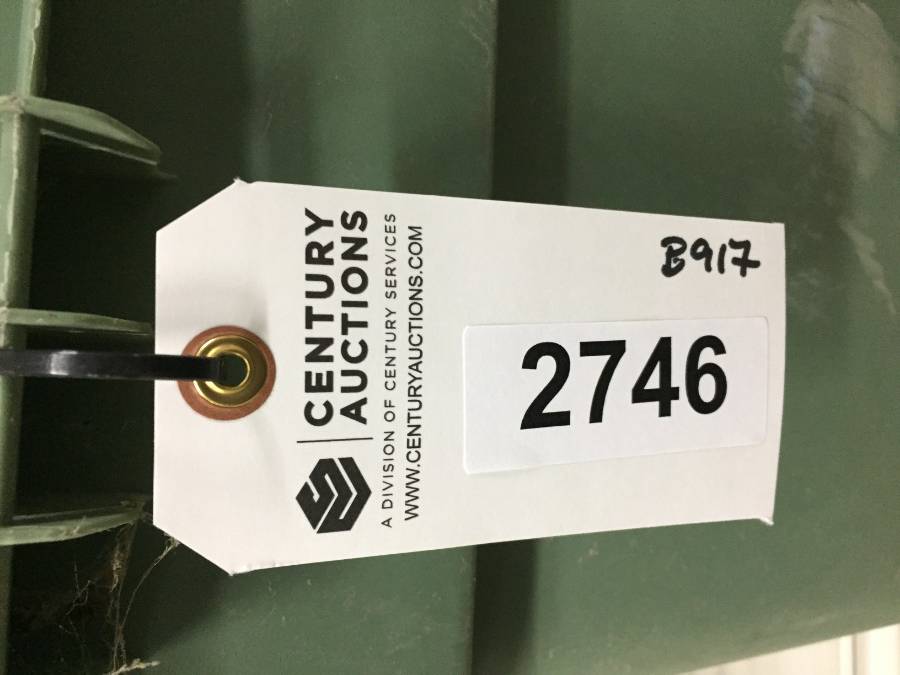 CENTURY
AUCTIONS
A DIVISION OF CENTURY SERVICES
WWW.CENTURYAUCTIONS.COM
B917
2746